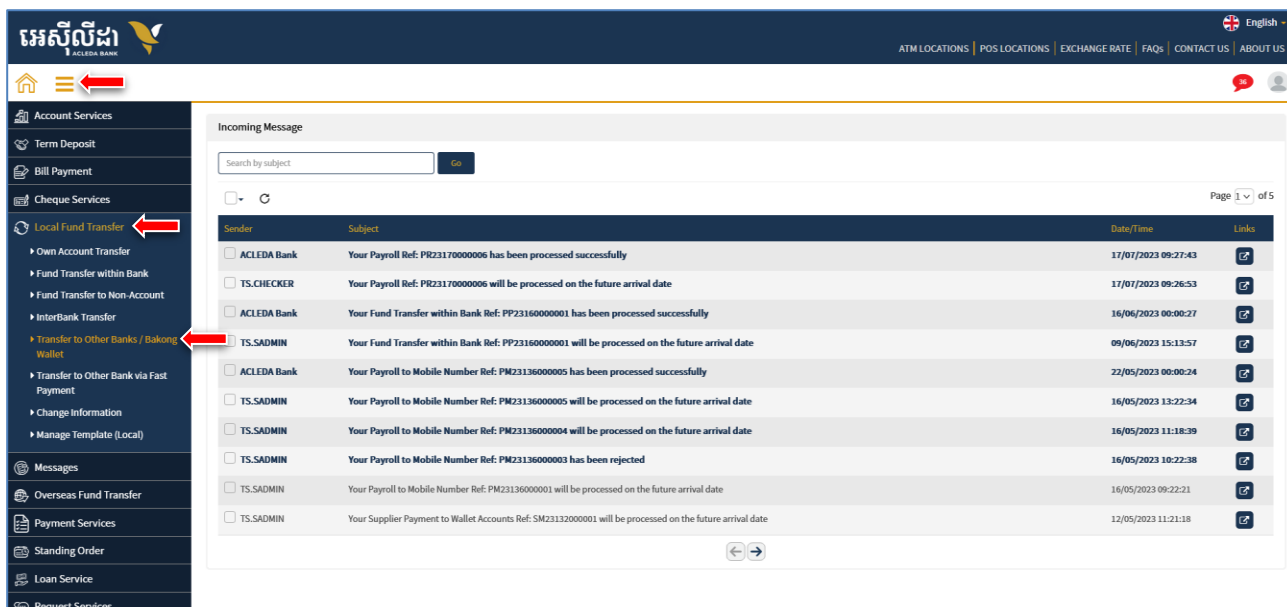 English
អេស៊ីលីដា
ACLEDA BANK
ATM LOCATIONS | POS LOCATIONS | EXCHANGE RATE | FAQs | CONTACT US | ABOUT US
36
Account Services
Term Deposit
Bill Payment
Cheque Services
Local Fund Transfer
Own Account Transfer
Fund Transfer within Bank
Fund Transfer to Non-Account
InterBank Transfer
Transfer to Other Banks / Bakong
Wallet
Transfer to Other Bank via Fast
Payment
Change Information
Manage Template (Local)
Messages
Overseas Fund Transfer
Payment Services
Standing Order
Loan Service
Request Services
Incoming Message
Search by subject Go
Page 1 of 5
Sender Subject Date/Time Links
ACLEDA Bank Your Payroll Ref: PR23170000006 has been processed successfully 17/07/2023 09:27:43
TS.CHECKER Your Payroll Ref: PR23170000006 will be processed on the future arrival date 17/07/2023 09:26:53
ACLEDA Bank Your Fund Transfer within Bank Ref: PP23160000001 has been processed successfully 16/06/2023 00:00:27
TS.SADMIN Your Fund Transfer within Bank Ref: PP23160000001 will be processed on the future arrival date 09/06/2023 15:13:57
ACLEDA Bank Your Payroll to Mobile Number Ref: PM23136000005 has been processed successfully 22/05/2023 00:00:24
TS.SADMIN Your Payroll to Mobile Number Ref: PM23136000005 will be processed on the future arrival date 16/05/2023 13:22:34
TS.SADMIN Your Payroll to Mobile Number Ref: PM23136000004 will be processed on the future arrival date 16/05/2023 11:18:39
TS.SADMIN Your Payroll to Mobile Number Ref: PM23136000003 has been rejected 16/05/2023 10:22:38
TS.SADMIN Your Payroll to Mobile Number Ref: PM23136000001 will be processed on the future arrival date 16/05/2023 09:22:21
TS.SADMIN Your Supplier Payment to Wallet Accounts Ref: SM23132000001 will be processed on the future arrival date 12/05/2023 11:21:18